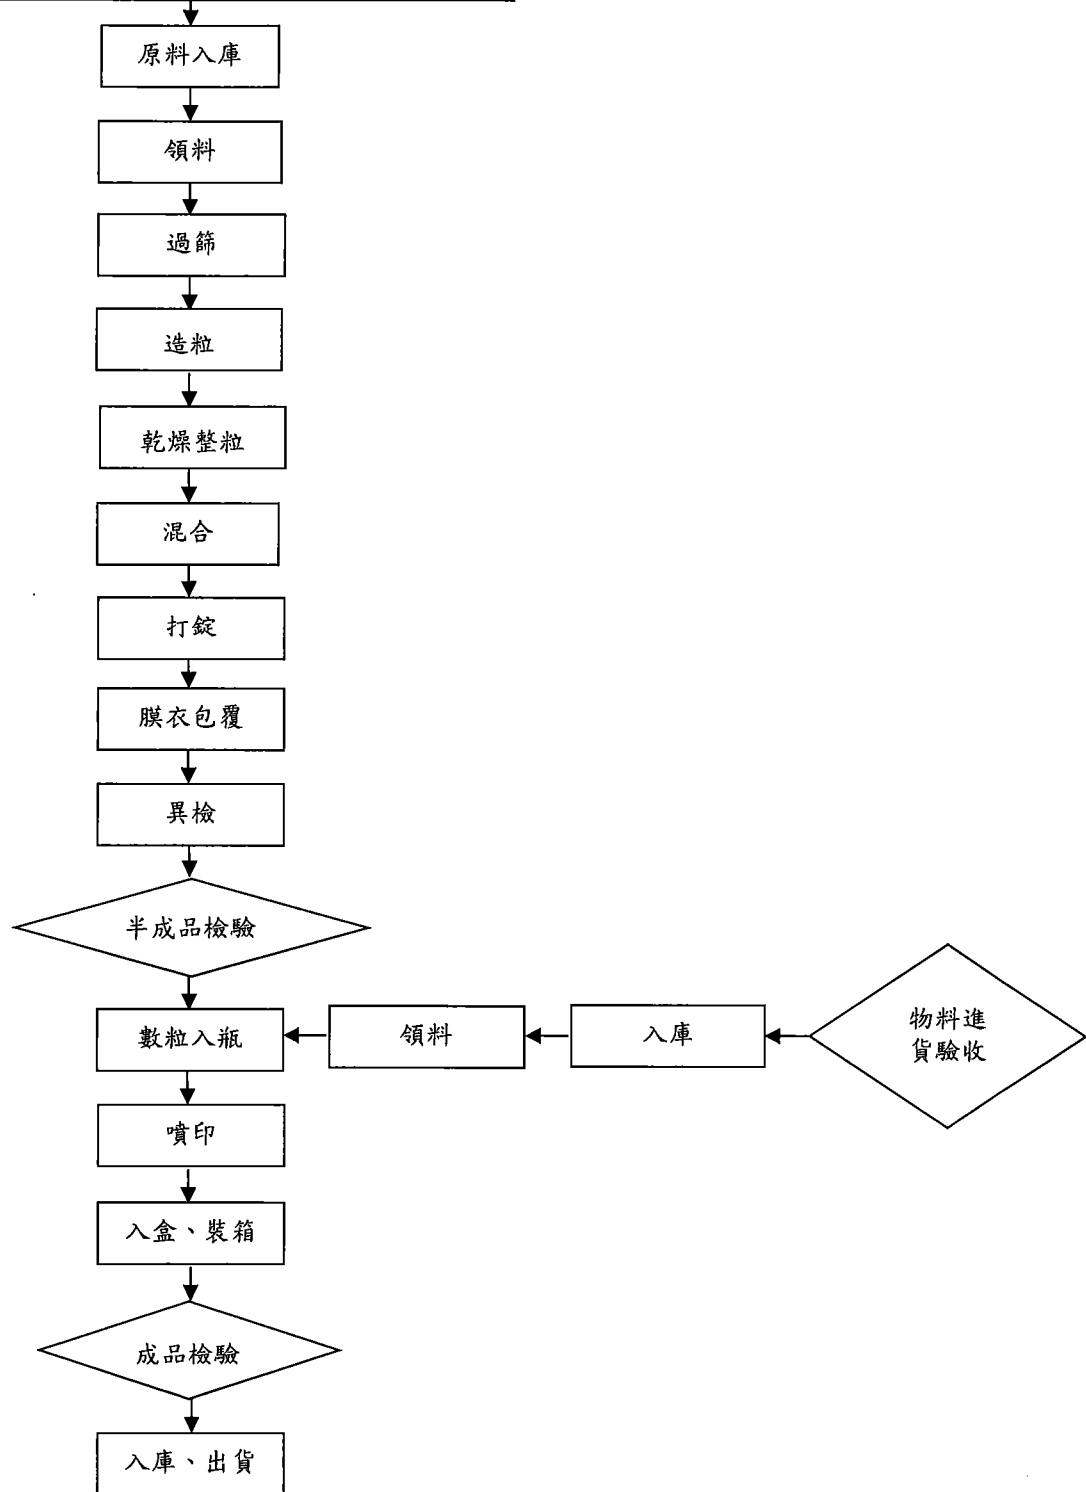 原料入庫
領料
過篩
造粒
乾燥整粒
混合
打錠
膜衣包覆
異檢
半成品檢驗
數粒入瓶
領料
入庫
物料進
貨驗收
噴印
入盒、裝箱
成品檢驗
入庫、出貨